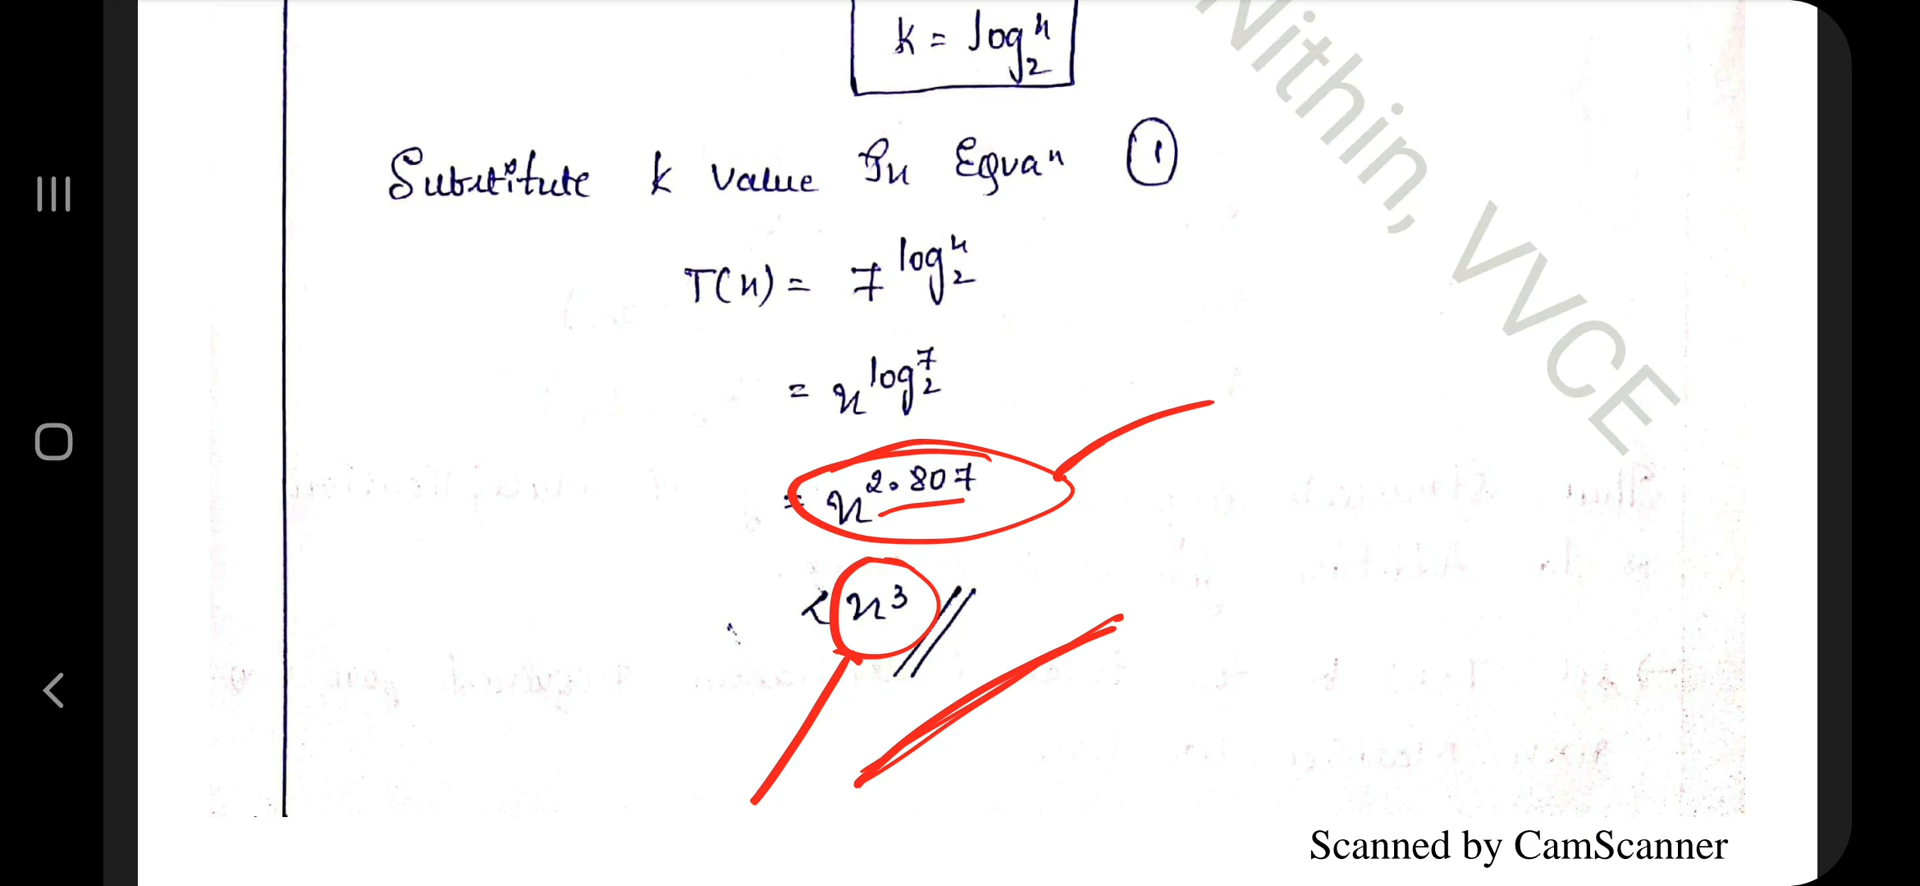 k = log₂ⁿ
Substitute k value In Equaⁿ ①
T(n) = 7^log₂ⁿ
= n^log₂⁷
= n^2.807
< n³ //
Nithin, VVCE
Scanned by CamScanner